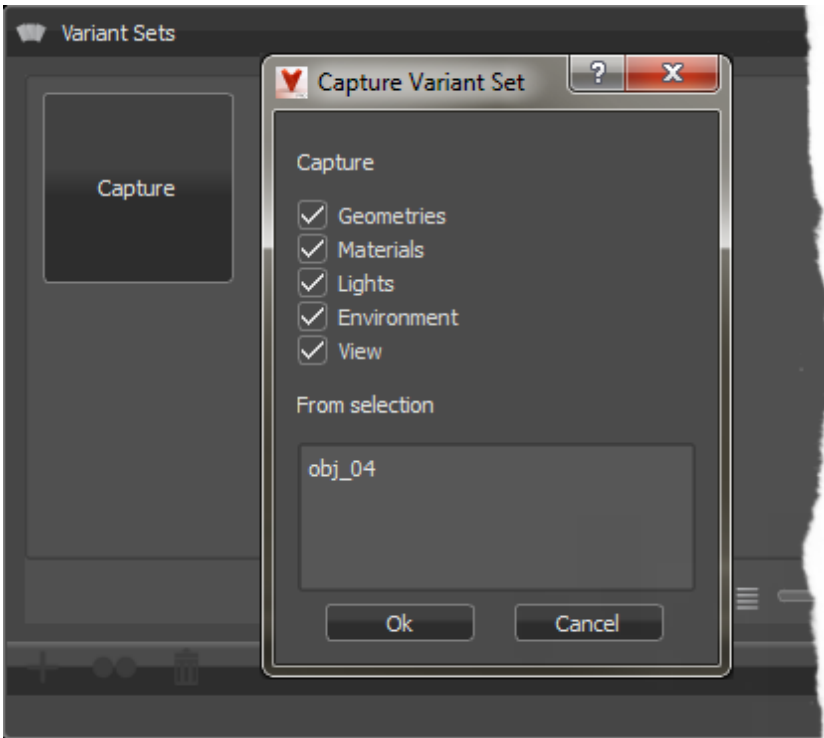 Variant Sets
Capture Variant Set
?
X
Capture
Capture
Geometries
Materials
Lights
Environment
View
From selection
obj_04
Ok
Cancel